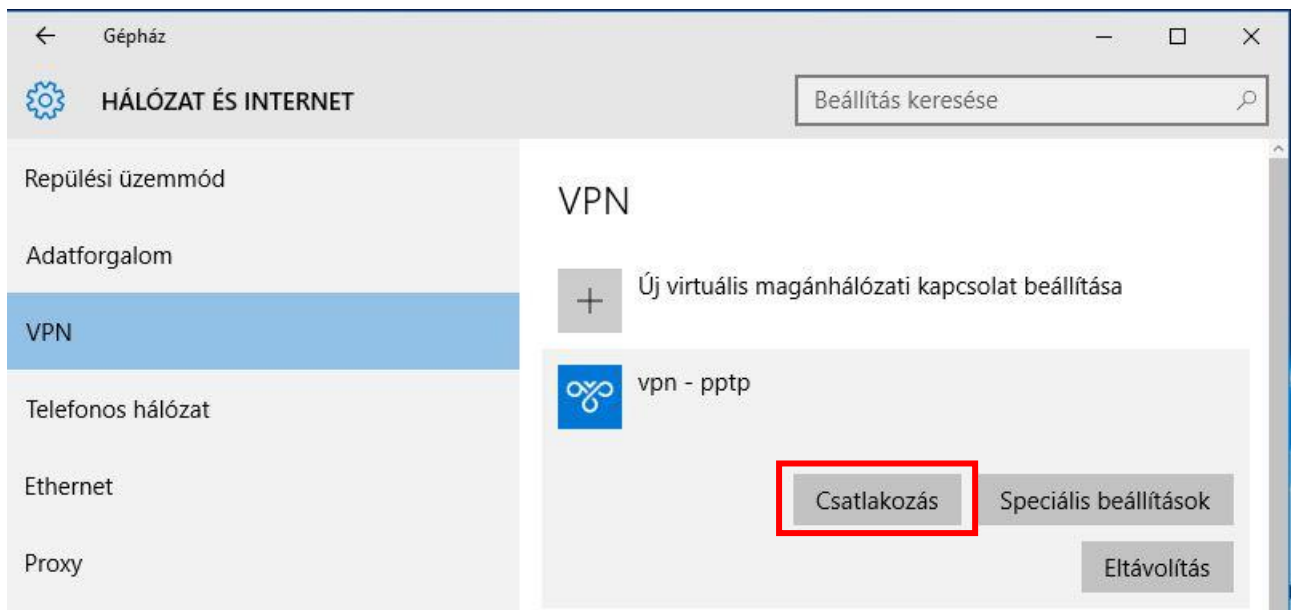 Gépház
HÁLÓZAT ÉS INTERNET
Beállítás keresése
Repülési üzemmód
Adatforgalom
VPN
Telefonos hálózat
Ethernet
Proxy
VPN
Új virtuális magánhálózati kapcsolat beállítása
vpn - pptp
Csatlakozás
Speciális beállítások
Eltávolítás